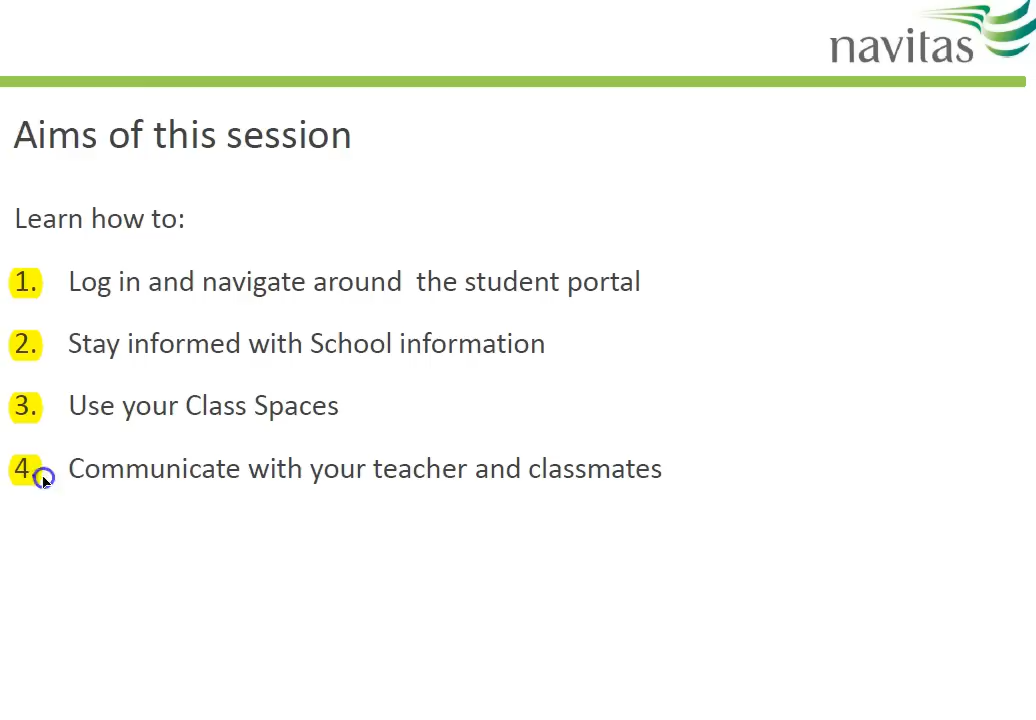 navitas
Aims of this session
Learn how to:
1. Log in and navigate around  the student portal
2. Stay informed with School information
3. Use your Class Spaces
4. Communicate with your teacher and classmates